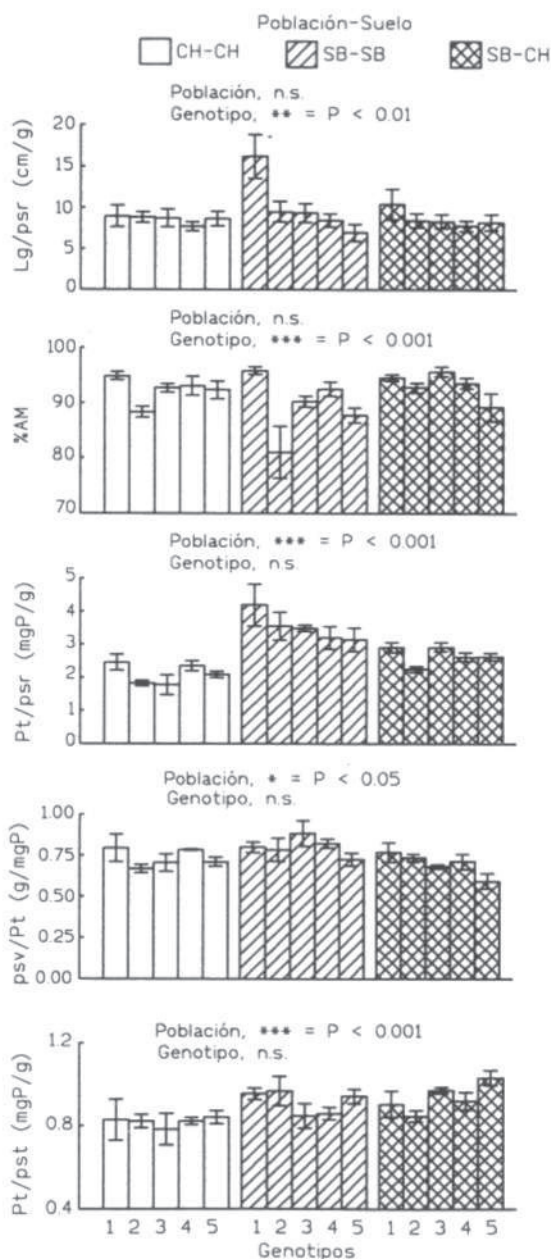 Población-Suelo
CH-CH SB-SB SB-CH
Población, n.s.
Genotipo, ** = P < 0.01
Lg/psr (cm/g)
20
15
10
5
0
Población, n.s.
Genotipo, *** = P < 0.001
%AM
100
90
80
70
Población, *** = P < 0.001
Genotipo, n.s.
Pt/psr (mgP/g)
5
4
3
2
1
0
Población, * = P < 0.05
Genotipo, n.s.
psv/Pt (g/mgP)
1.00
0.75
0.50
0.25
0.00
Población, *** = P < 0.001
Genotipo, n.s.
Pt/pst (mgP/g)
1.2
0.8
0.4
1 2 3 4 5 1 2 3 4 5 1 2 3 4 5
Genotipos